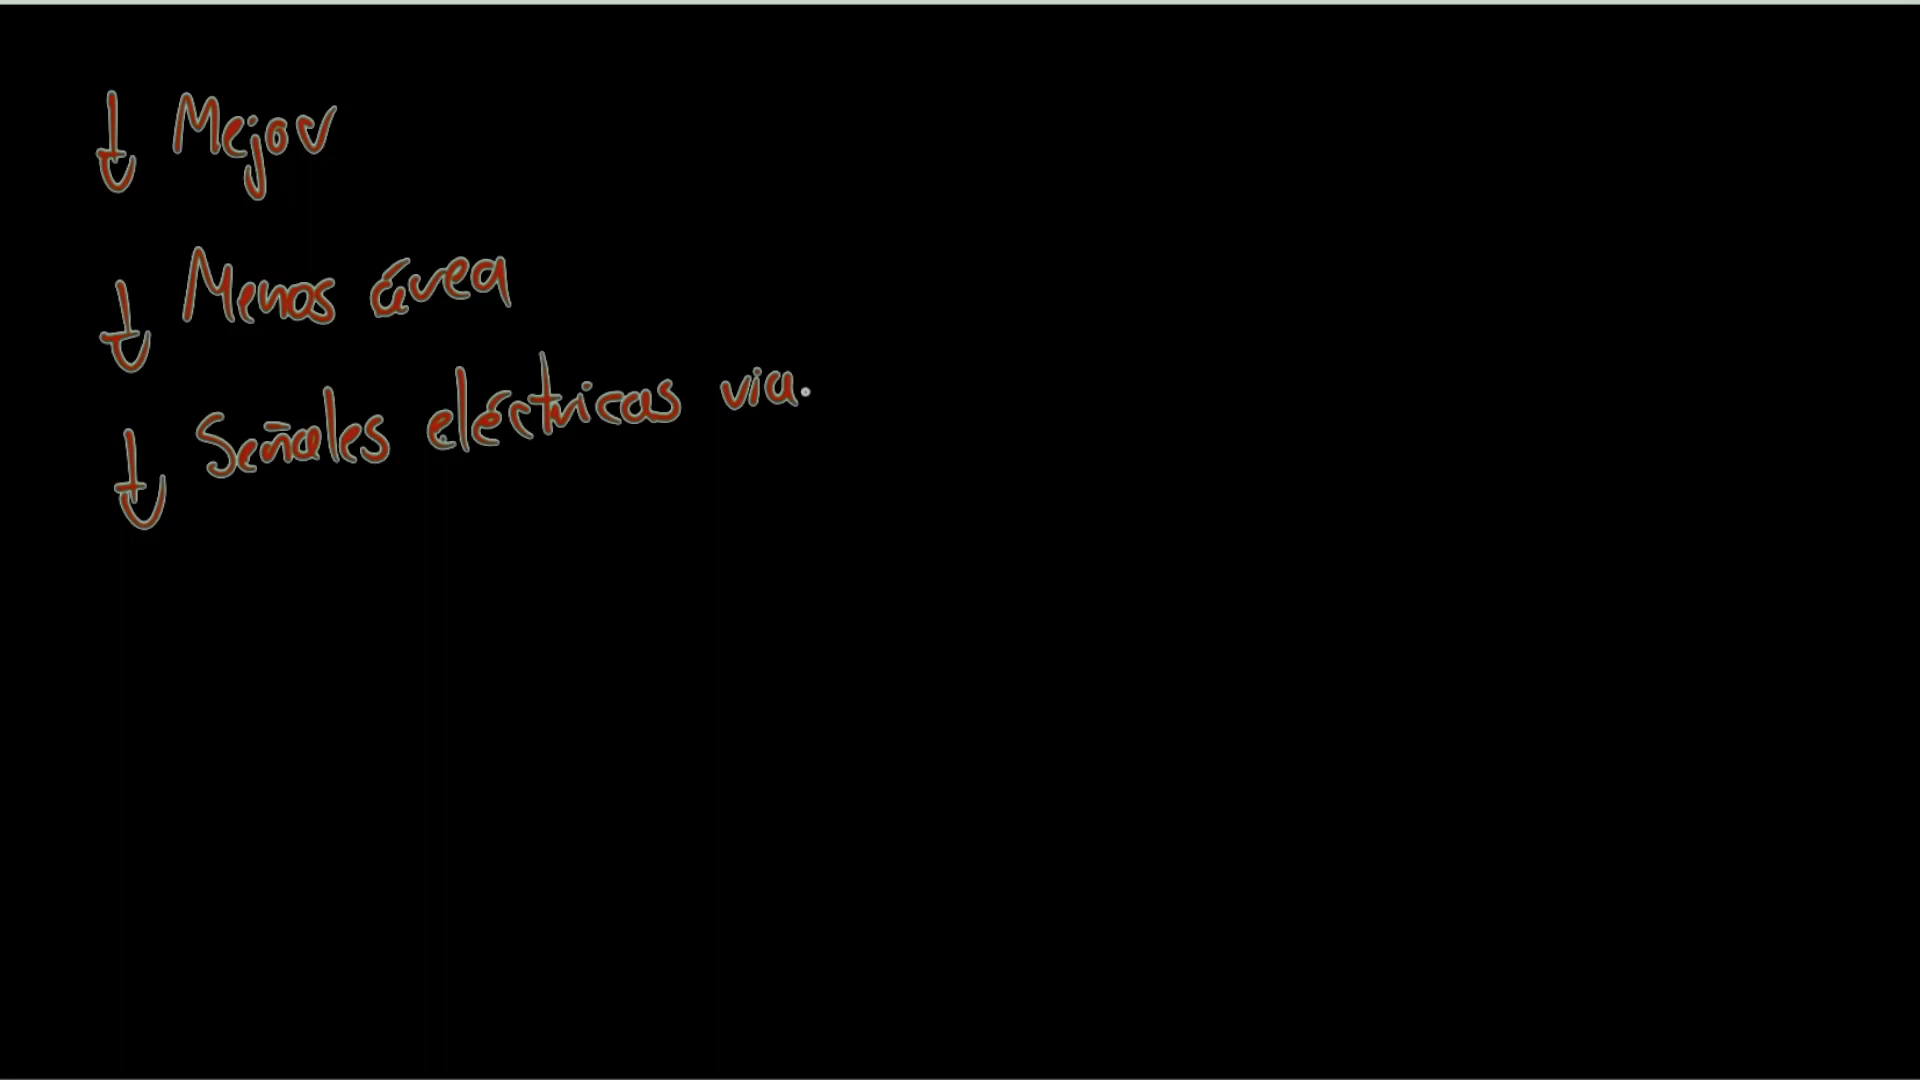 ↓ Mejor
↓ Menos área
↓ Señales eléctricas via